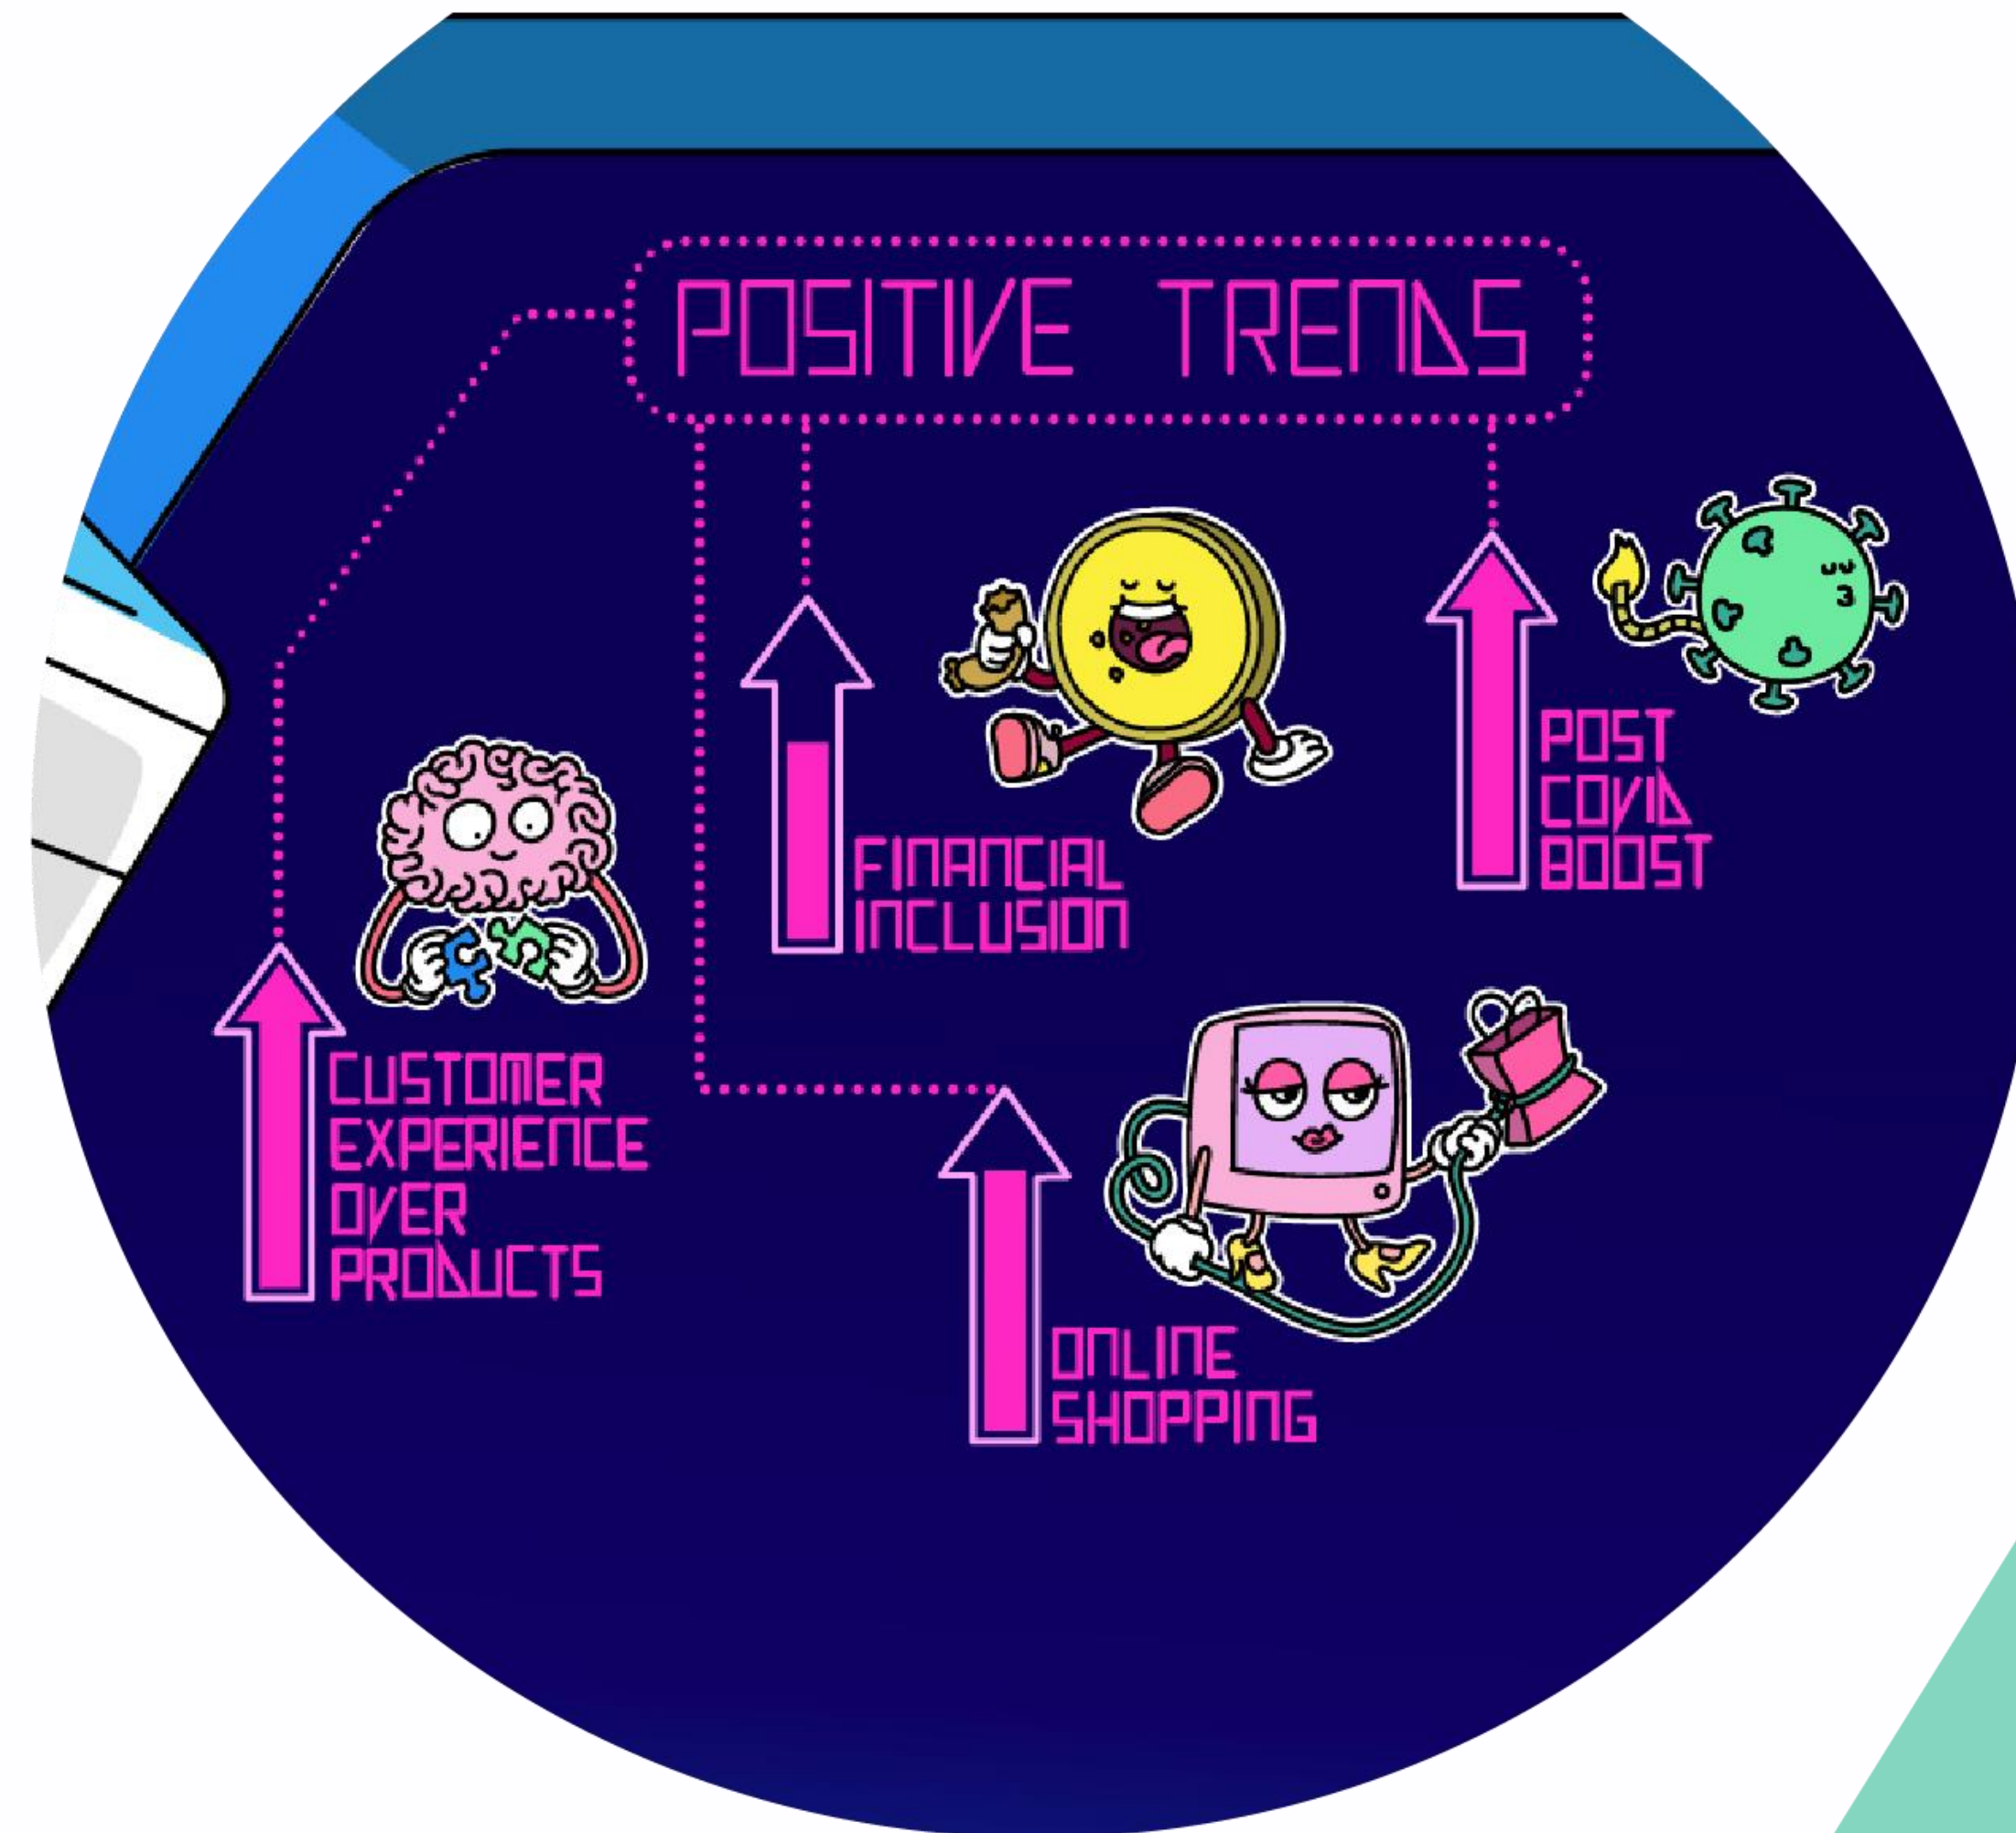 POSITIVE TRENDS
CUSTOMER
EXPERIENCE
OVER
PRODUCTS
FINANCIAL
INCLUSION
POST
COVID
BOOST
ONLINE
SHOPPING